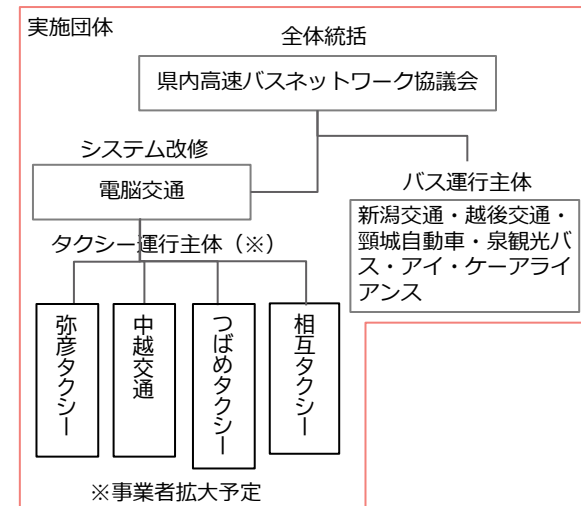 実施団体
全体統括
県内高速バスネットワーク協議会
システム改修
電脳交通
バス運行主体
新潟交通・越後交通・
頸城自動車・泉観光バ
ス・アイ・ケーアライ
アンス
タクシー運行主体（※）
弥彦タクシー
中越交通
つばめタクシー
相互タクシー
※事業者拡大予定